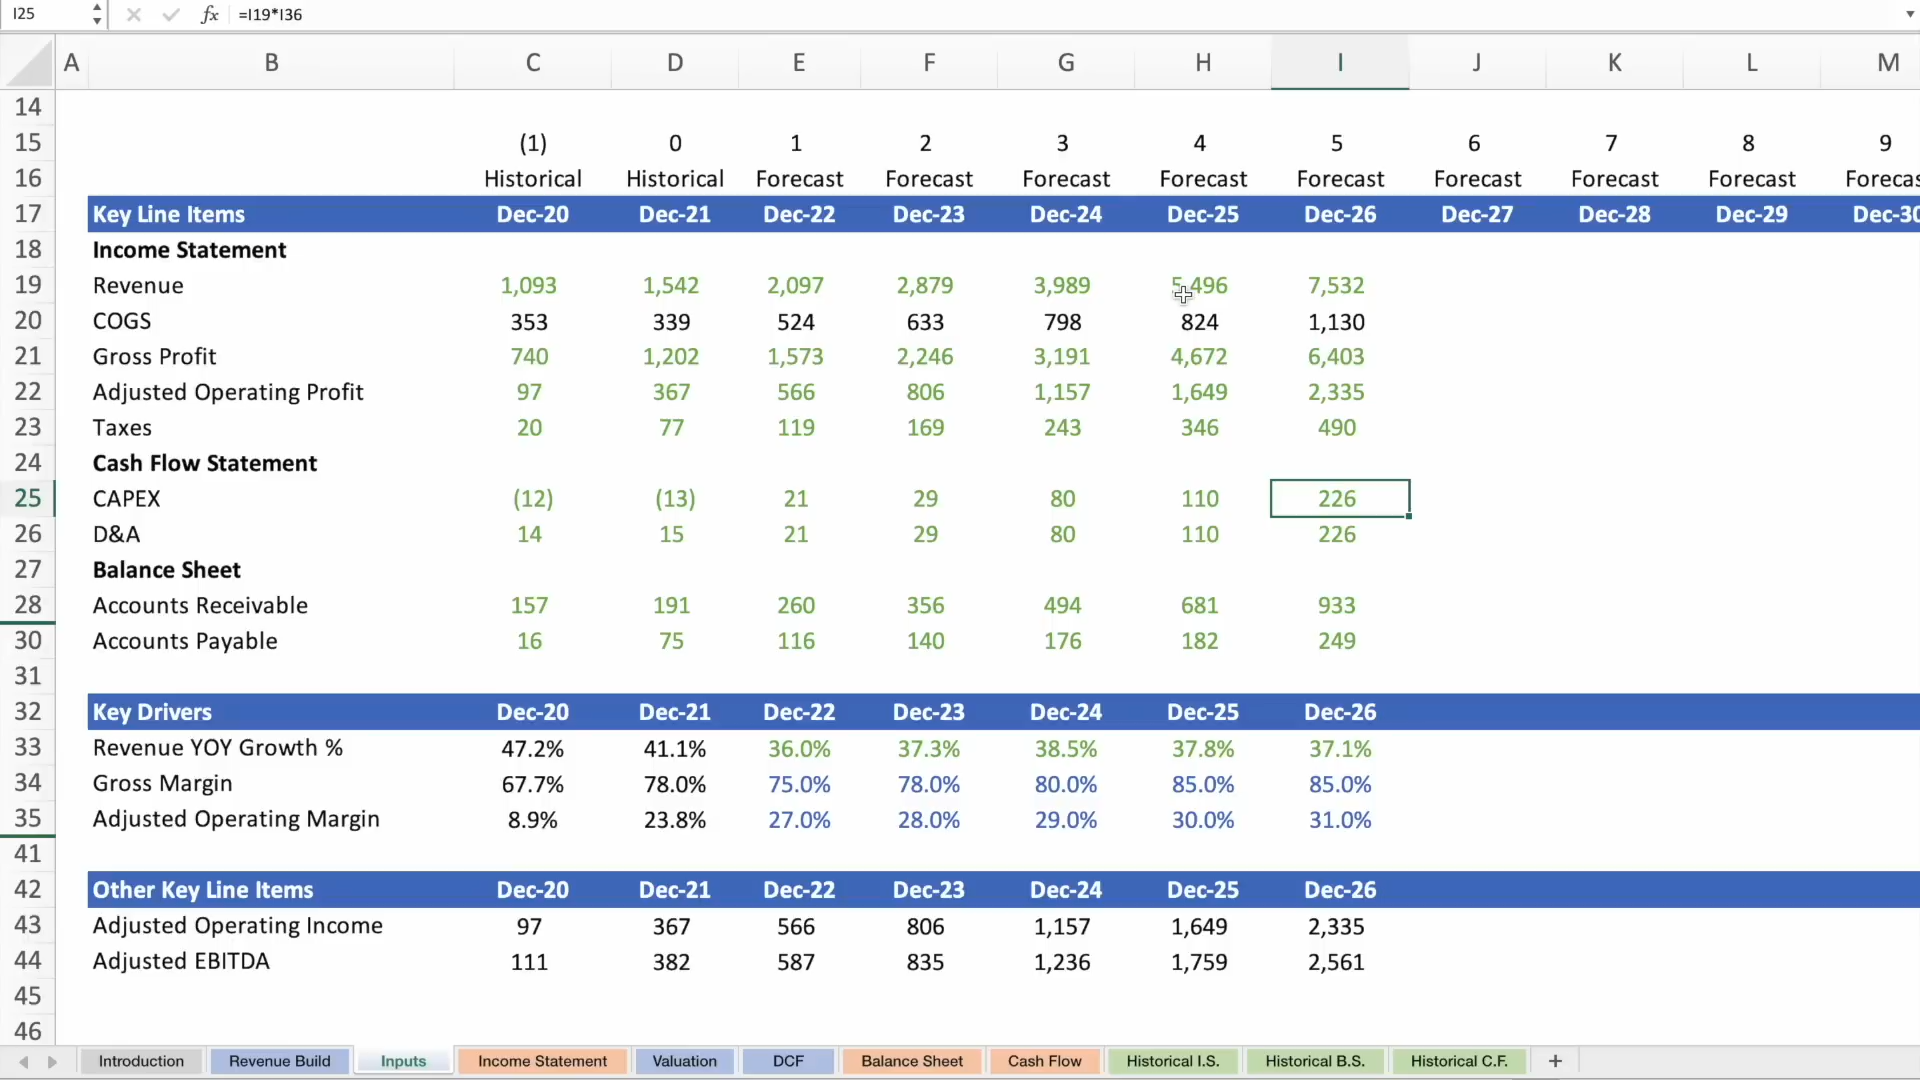 I25 fx =I19*I36
A B C D E F G H I J K L M
14
15 (1) 0 1 2 3 4 5 6 7 8 9
16 Historical Historical Forecast Forecast Forecast Forecast Forecast Forecast Forecast Forecast Forecas
17 Key Line Items Dec-20 Dec-21 Dec-22 Dec-23 Dec-24 Dec-25 Dec-26 Dec-27 Dec-28 Dec-29 Dec-30
18 Income Statement
19 Revenue 1,093 1,542 2,097 2,879 3,989 5,496 7,532
20 COGS 353 339 524 633 798 824 1,130
21 Gross Profit 740 1,202 1,573 2,246 3,191 4,672 6,403
22 Adjusted Operating Profit 97 367 566 806 1,157 1,649 2,335
23 Taxes 20 77 119 169 243 346 490
24 Cash Flow Statement
25 CAPEX (12) (13) 21 29 80 110 226
26 D&A 14 15 21 29 80 110 226
27 Balance Sheet
28 Accounts Receivable 157 191 260 356 494 681 933
30 Accounts Payable 16 75 116 140 176 182 249
31
32 Key Drivers Dec-20 Dec-21 Dec-22 Dec-23 Dec-24 Dec-25 Dec-26
33 Revenue YOY Growth % 47.2% 41.1% 36.0% 37.3% 38.5% 37.8% 37.1%
34 Gross Margin 67.7% 78.0% 75.0% 78.0% 80.0% 85.0% 85.0%
35 Adjusted Operating Margin 8.9% 23.8% 27.0% 28.0% 29.0% 30.0% 31.0%
41
42 Other Key Line Items Dec-20 Dec-21 Dec-22 Dec-23 Dec-24 Dec-25 Dec-26
43 Adjusted Operating Income 97 367 566 806 1,157 1,649 2,335
44 Adjusted EBITDA 111 382 587 835 1,236 1,759 2,561
45
46
Introduction Revenue Build Inputs Income Statement Valuation DCF Balance Sheet Cash Flow Historical I.S. Historical B.S. Historical C.F. +